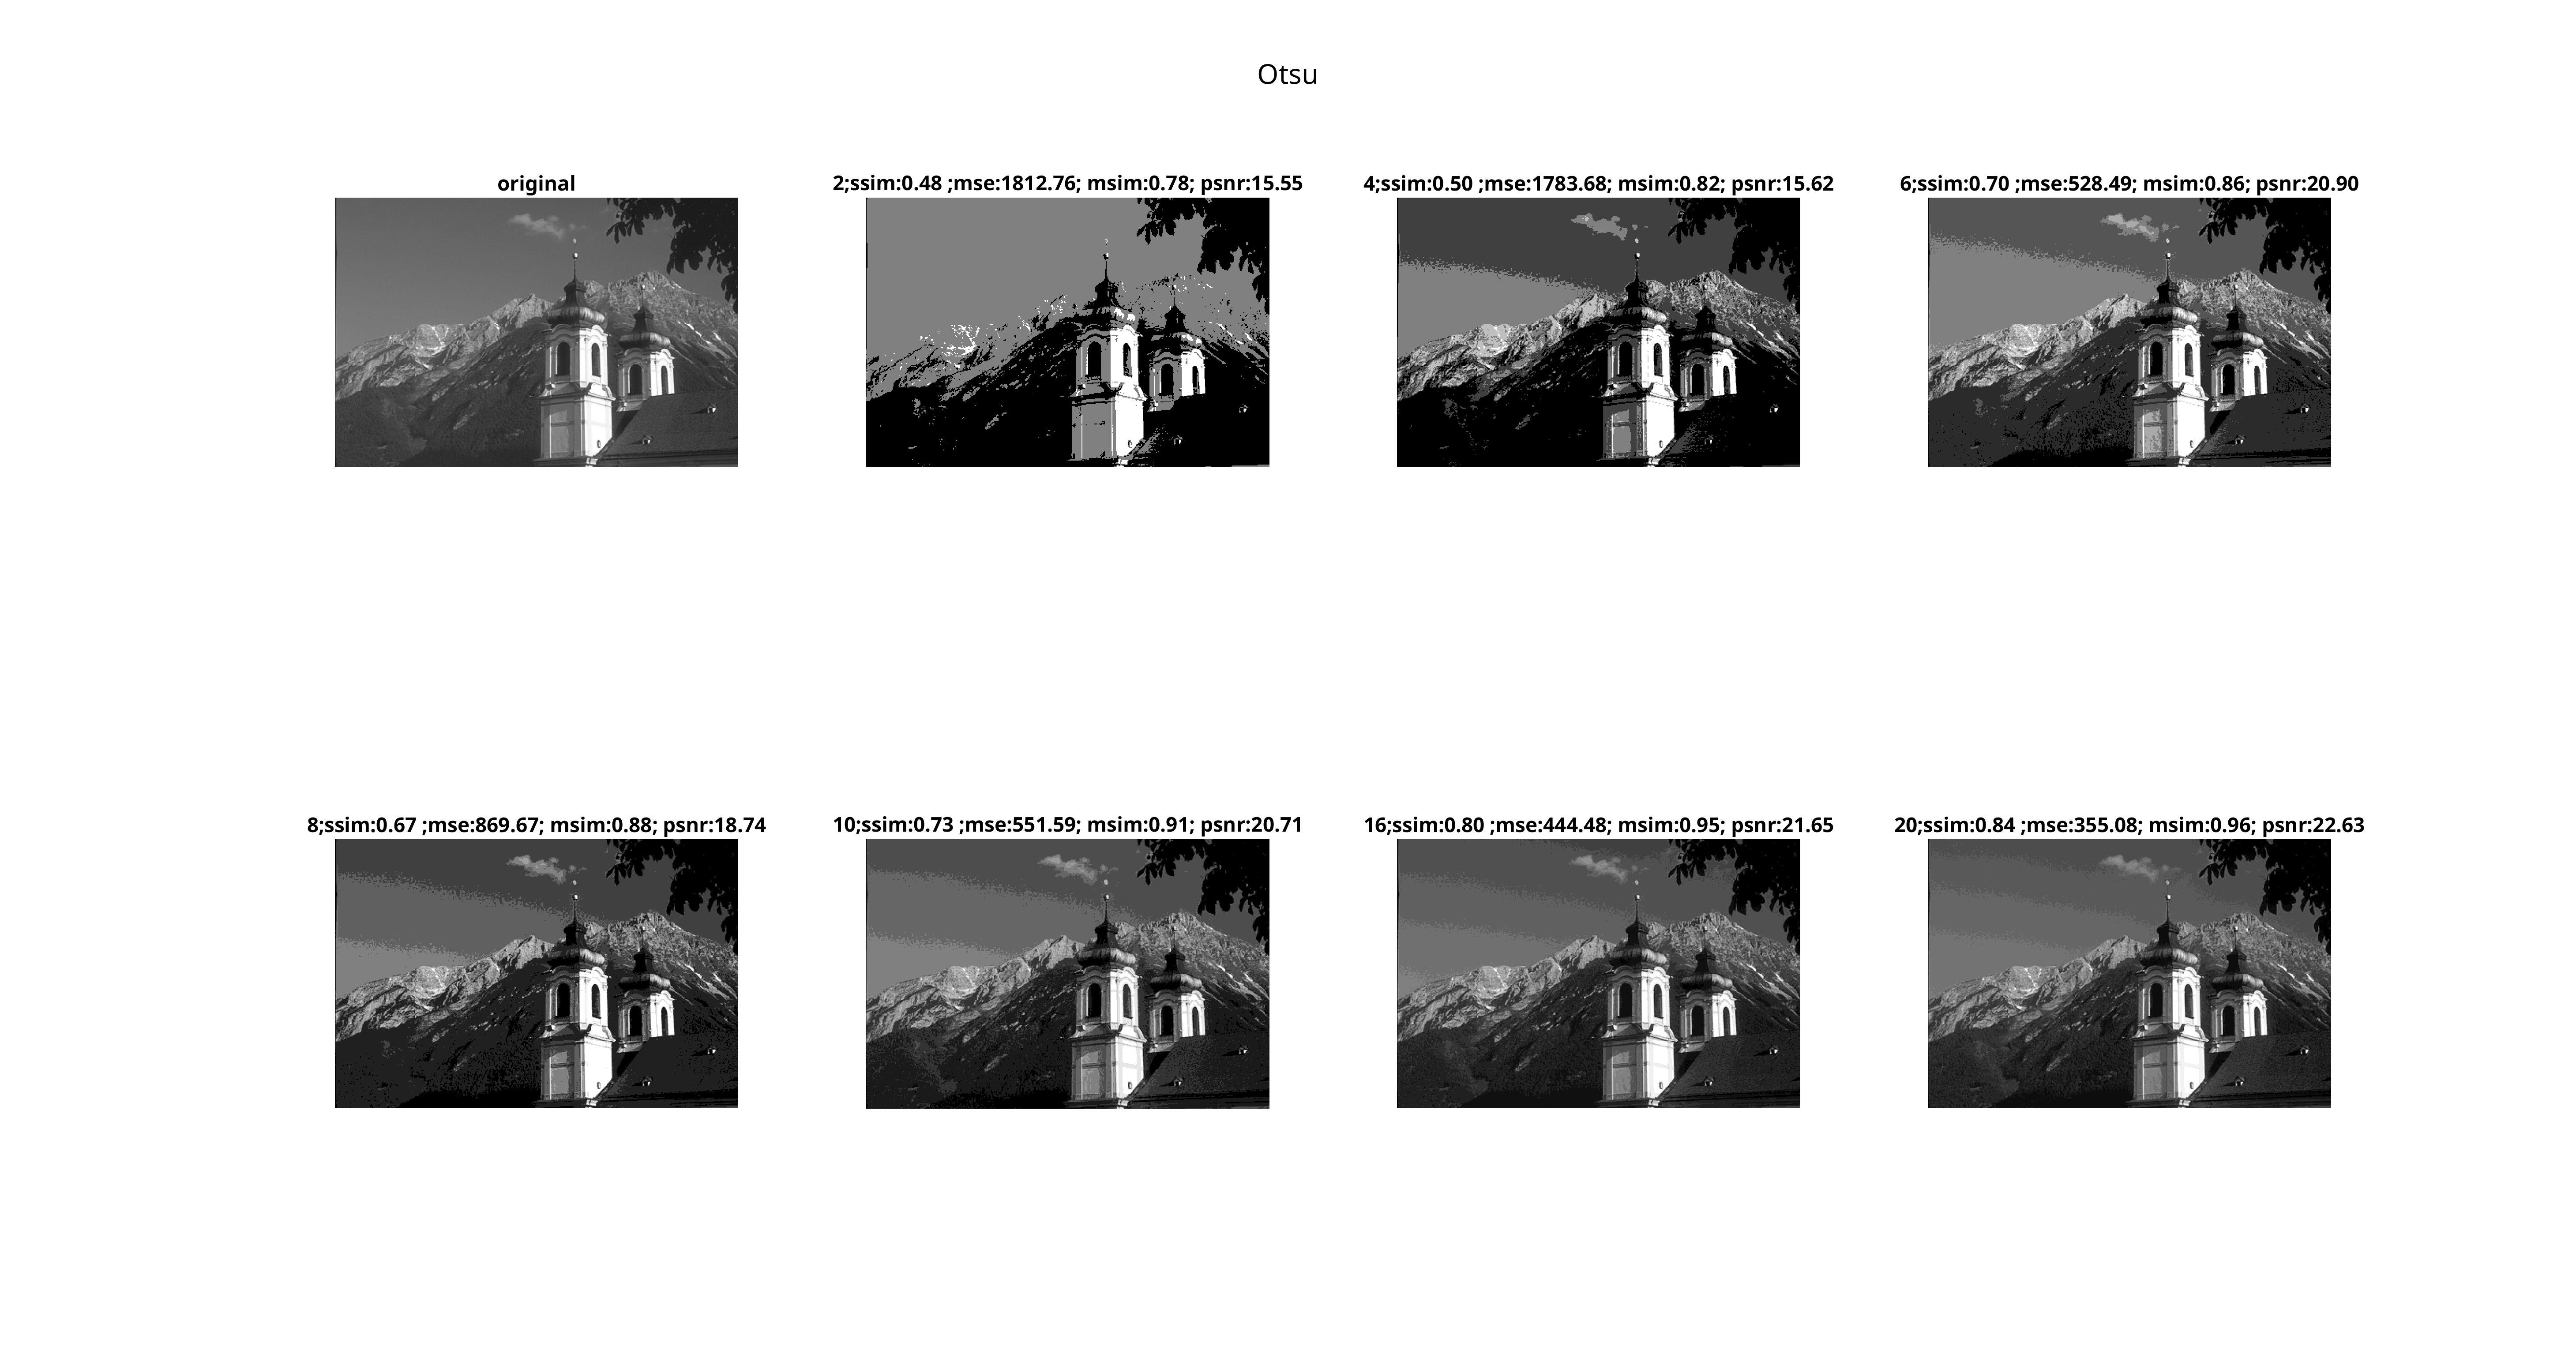 Otsu
original
2;ssim:0.48 ;mse:1812.76; msim:0.78; psnr:15.55
4;ssim:0.50 ;mse:1783.68; msim:0.82; psnr:15.62
6;ssim:0.70 ;mse:528.49; msim:0.86; psnr:20.90
8;ssim:0.67 ;mse:869.67; msim:0.88; psnr:18.74
10;ssim:0.73 ;mse:551.59; msim:0.91; psnr:20.71
16;ssim:0.80 ;mse:444.48; msim:0.95; psnr:21.65
20;ssim:0.84 ;mse:355.08; msim:0.96; psnr:22.63